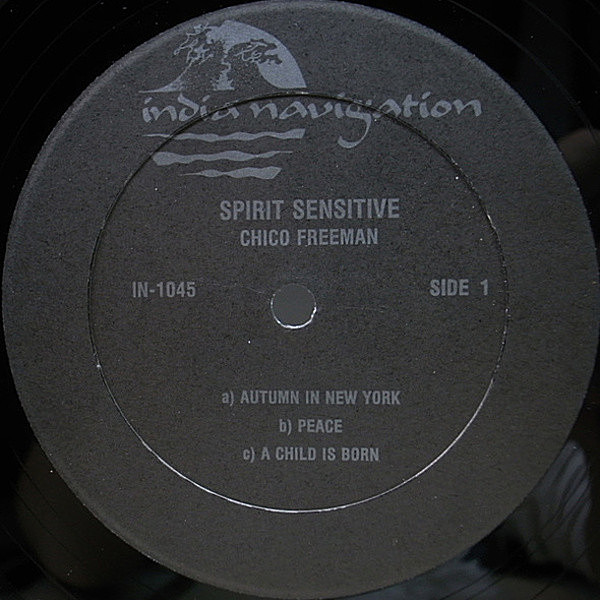 india navigation
SPIRIT SENSITIVE
CHICO FREEMAN
IN-1045
SIDE 1
a) AUTUMN IN NEW YORK
b) PEACE
c) A CHILD IS BORN